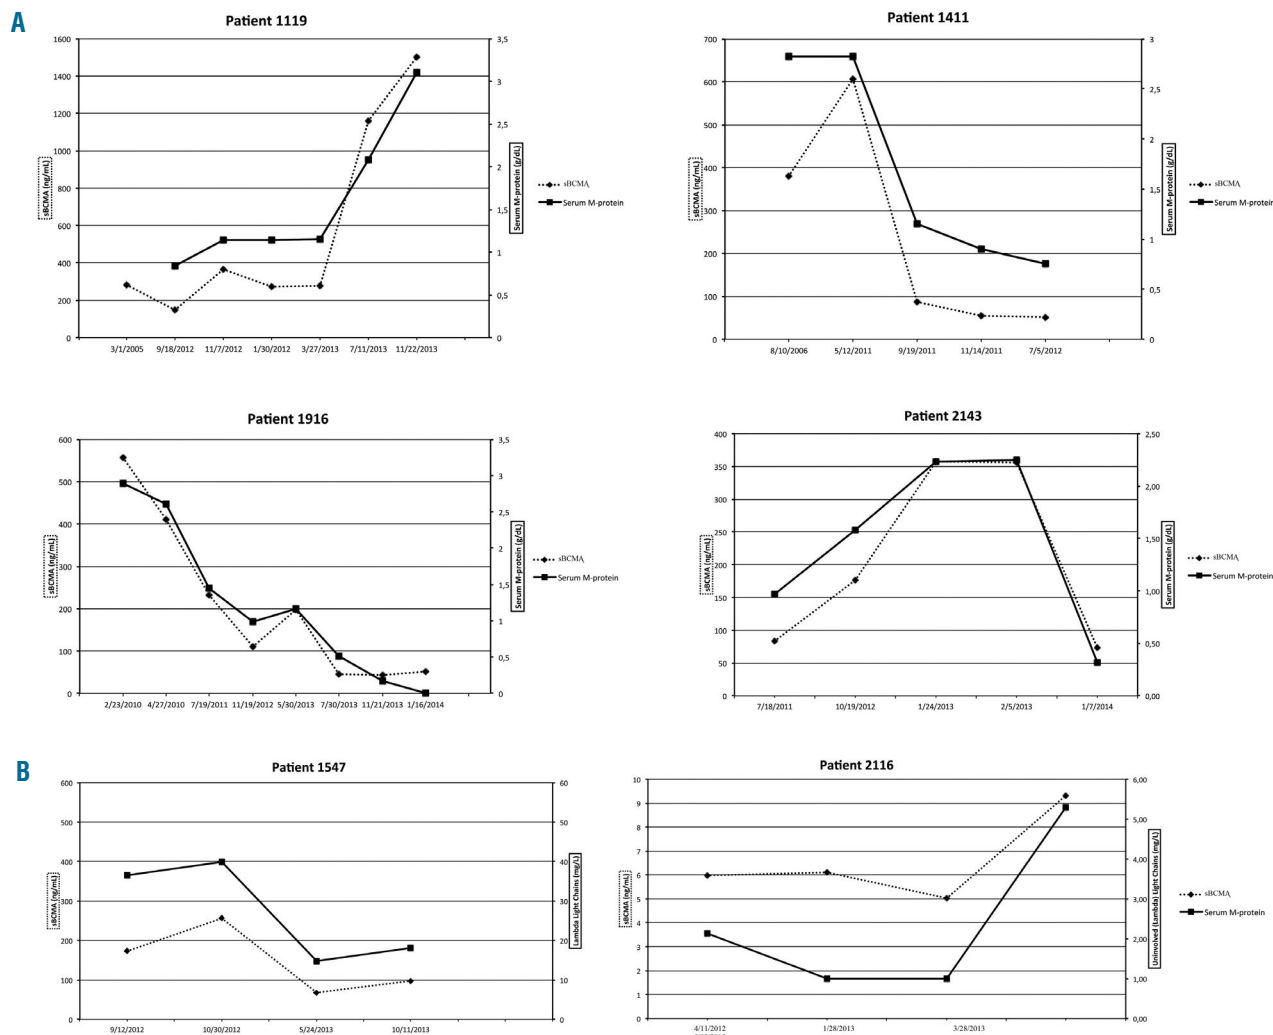 A
Patient 1119
1600
1400
1200
1000
800
600
400
200
0
sBCMA (ng/mL)
3,5
3
2,5
2
1,5
1
0,5
0
Serum M-protein (g/dL)
sBCMA
Serum M-protein
3/1/2005 9/18/2012 11/7/2012 1/30/2012 3/27/2013 7/11/2013 11/22/2013
Patient 1411
700
600
500
400
300
200
100
0
sBCMA (ng/mL)
3
2,5
2
1,5
1
0,5
0
Serum M-protein (g/dL)
sBCMA
Serum M-protein
8/10/2006 5/12/2011 9/19/2011 11/14/2011 7/5/2012
Patient 1916
600
500
400
300
200
100
0
sBCMA (ng/mL)
3,5
3
2,5
2
1,5
1
0,5
0
Serum M-protein (g/dL)
sBCMA
Serum M-protein
2/23/2010 4/27/2010 7/19/2011 11/19/2012 5/30/2013 7/30/2013 11/21/2013 1/16/2014
Patient 2143
400
350
300
250
200
150
100
50
0
sBCMA (ng/mL)
2,50
2,00
1,50
1,00
0,50
0,00
Serum M-protein (g/dL)
sBCMA
Serum M-protein
7/18/2011 10/19/2012 1/24/2013 2/5/2013 1/7/2014
B
Patient 1547
600
500
400
300
200
100
0
sBCMA (ng/mL)
60
50
40
30
20
10
0
Lambda Light Chains (mg/L)
9/12/2012 10/30/2012 5/24/2013 10/11/2013
Patient 2116
10
9
8
7
6
5
4
3
2
1
0
sBCMA (ng/mL)
6,00
5,00
4,00
3,00
2,00
1,00
0,00
Uninvolved (Lambda) Light Chains (mg/L)
sBCMA
Serum M-protein
4/11/2012 1/28/2013 3/28/2013